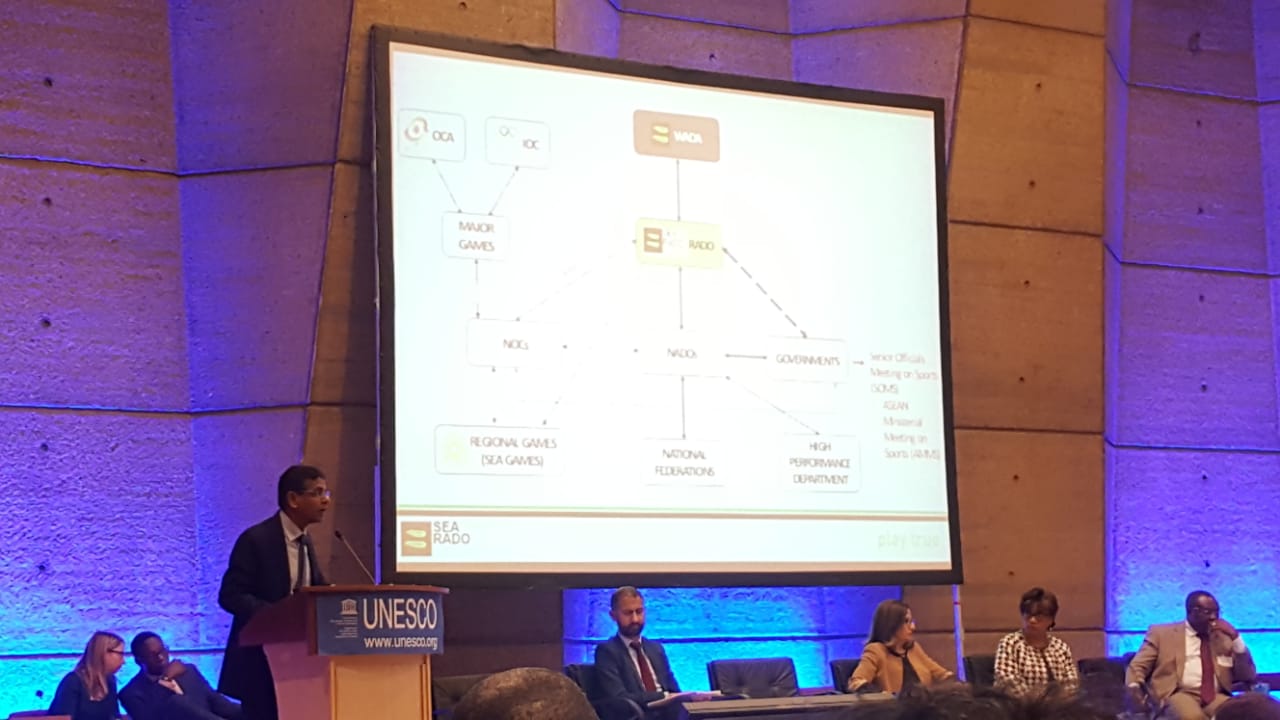 OCA
IOC
WADA
MAJOR
GAMES
RADO
NOCs
NADOs
GOVERNMENTS
Senior Officials
Meeting on Sports
(SOMS)
ASEAN
Ministerial
Meeting on
Sports (AMMS)
REGIONAL GAMES
(SEA GAMES)
NATIONAL
FEDERATIONS
HIGH
PERFORMANCE
DEPARTMENT
SEA
RADO
play true
UNESCO
www.unesco.org